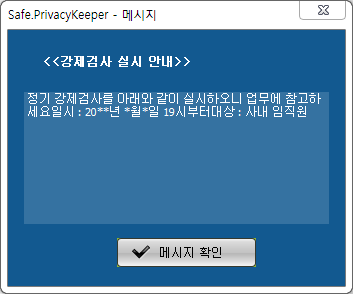 Safe.PrivacyKeeper - 메시지
<<강제검사 실시 안내>>
정기 강제검사를 아래와 같이 실시하오니 업무에 참고하
세요일시 : 20**년 *월*일 19시부터대상 : 사내 임직원
메시지 확인